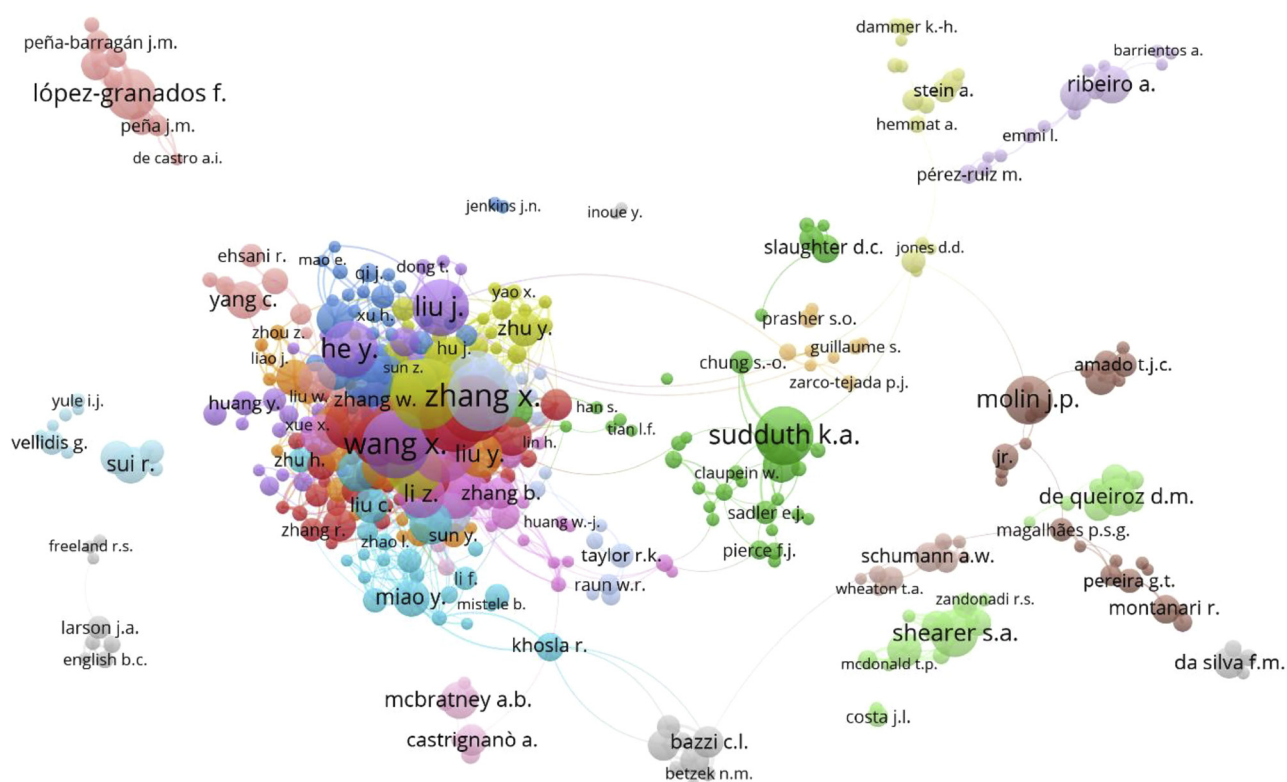 dammer k.-h.
peña-barragán j.m.
barrientos a.
lópez-granados f.
stein a.
ribeiro a.
peña j.m.
hemmat a.
emmi l.
de castro a.i.
pérez-ruiz m.
jenkins j.n.
inoue y.
slaughter d.c.
jones d.d.
ehsani r.
mao e.
qi j.
dong t.
yang c.
liu j.
yao x.
xu h.
zhu y.
prasher s.o.
zhou z.
he y.
hu j.
guillaume s.
liao j.
sun z.
chung s.-o.
amado t.j.c.
zarco-tejada p.j.
yule i.j.
huang y.
liu w.
zhang w.
zhang x.
han s.
molin j.p.
vellidis g.
xue x.
wang x.
lin h.
tian l.f.
sudduth k.a.
sui r.
zhu h.
liu y.
jr.
claupein w.
li z.
zhang b.
de queiroz d.m.
liu c.
sadler e.j.
zhang r.
sun y.
huang w.-j.
magalhães p.s.g.
freeland r.s.
zhao l.
taylor r.k.
pierce f.j.
schumann a.w.
li f.
raun w.r.
wheaton t.a.
pereira g.t.
miao y.
mistele b.
zandonadi r.s.
montanari r.
larson j.a.
khosla r.
shearer s.a.
english b.c.
mcdonald t.p.
da silva f.m.
mcbratney a.b.
costa j.l.
castrignanò a.
bazzi c.l.
betzek n.m.